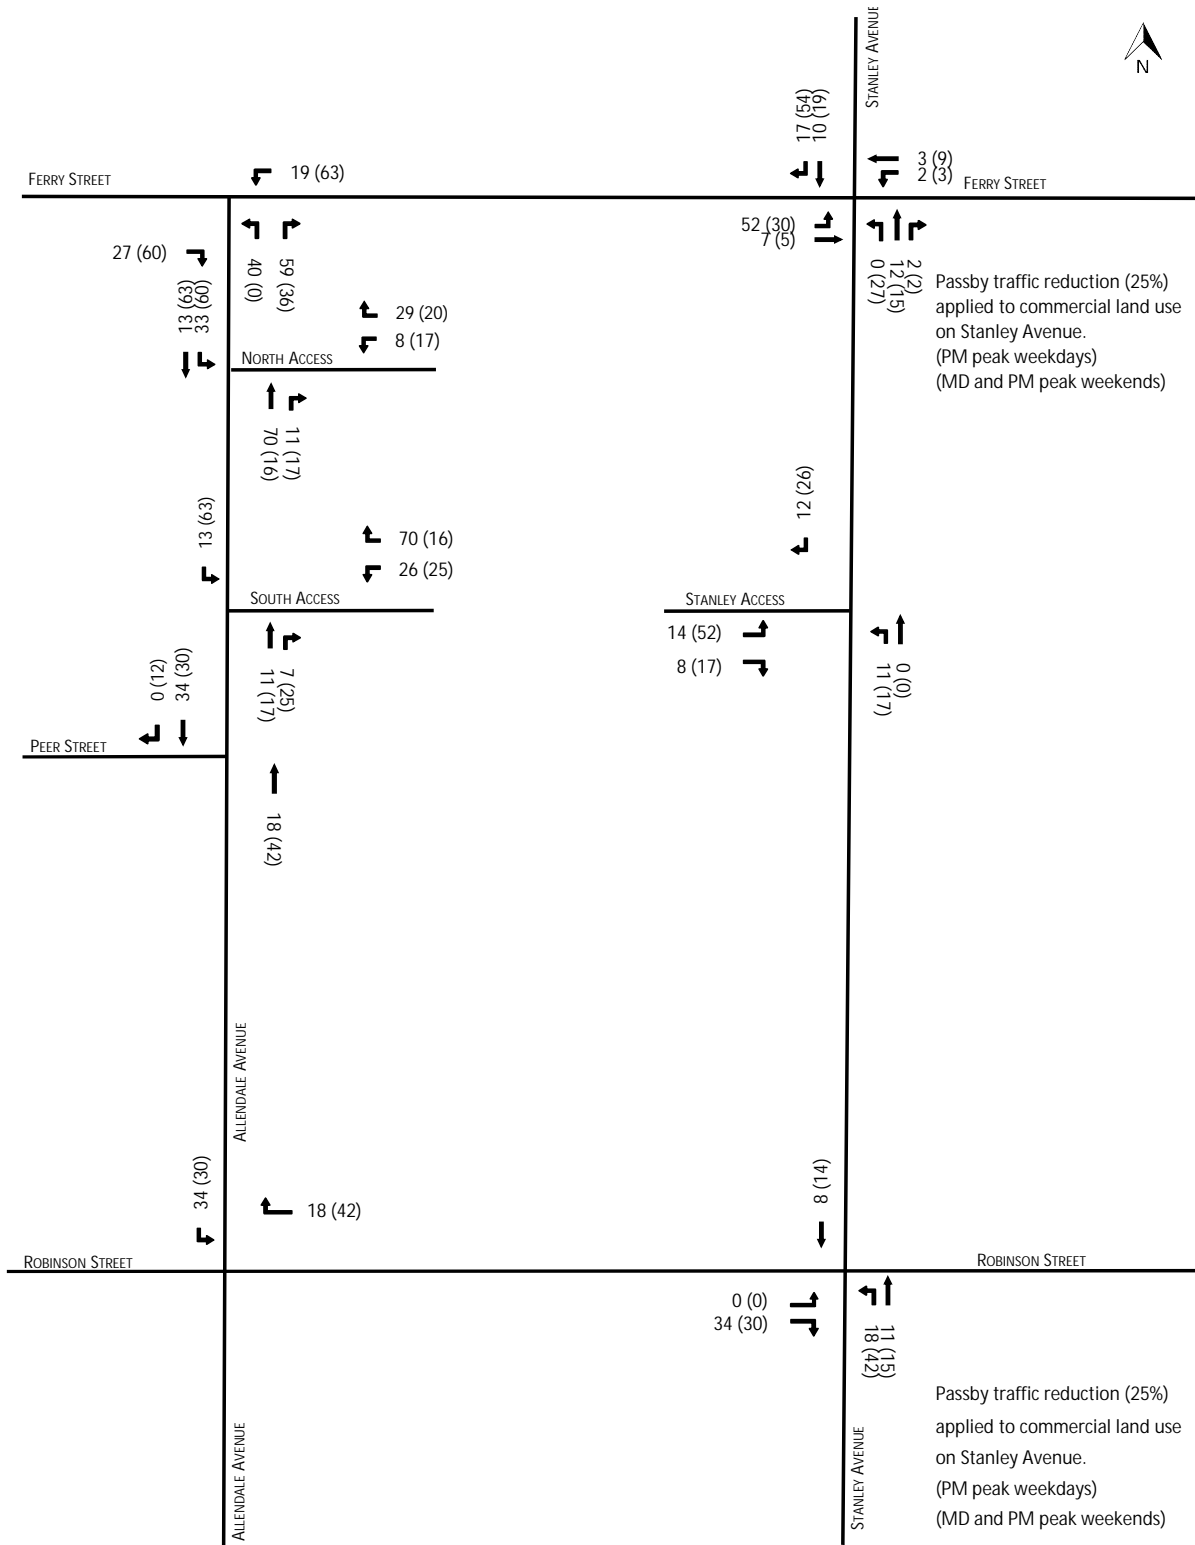 STANLEY AVENUE
N
17 (54)
10 (19)
3 (9)
2 (3)
FERRY STREET
19 (63)
FERRY STREET
52 (30)
7 (5)
27 (60)
40 (0)
59 (36)
0 (27)
12 (15)
2 (2)
Passby traffic reduction (25%)
applied to commercial land use
on Stanley Avenue.
(PM peak weekdays)
(MD and PM peak weekends)
13 (63)
33 (60)
29 (20)
8 (17)
NORTH ACCESS
70 (16)
11 (17)
12 (26)
13 (63)
70 (16)
26 (25)
SOUTH ACCESS
STANLEY ACCESS
14 (52)
8 (17)
11 (17)
0 (0)
11 (17)
7 (25)
0 (12)
34 (30)
PEER STREET
18 (42)
ALLENDALE AVENUE
34 (30)
18 (42)
8 (14)
ROBINSON STREET
ROBINSON STREET
0 (0)
34 (30)
18 (42)
11 (15)
Passby traffic reduction (25%)
applied to commercial land use
on Stanley Avenue.
(PM peak weekdays)
(MD and PM peak weekends)
ALLENDALE AVENUE
STANLEY AVENUE